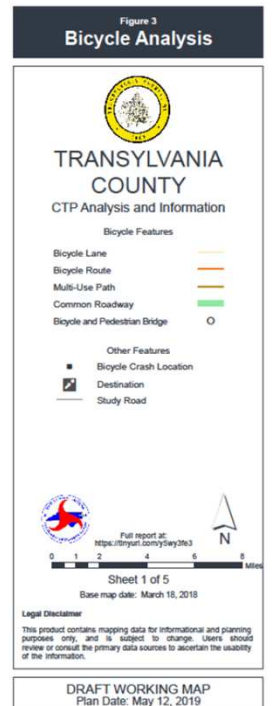 Figure 3
Bicycle Analysis
TRANSYLVANIA
COUNTY
CTP Analysis and Information
Bicycle Features
Bicycle Lane
Bicycle Route
Multi-Use Path
Common Roadway
Bicycle and Pedestrian Bridge
Other Features
Bicycle Crash Location
Destination
Study Road
Full report at:
https://tinyurl.com/y5wy3fe3
N
0 1 2 4 6 8
Miles
Sheet 1 of 5
Base map date: March 18, 2018
Legal Disclaimer
This product contains mapping data for informational and planning
purposes only, and is subject to change. Users should
review or consult the primary data sources to ascertain the usability
of the information.
DRAFT WORKING MAP
Plan Date: May 12, 2019